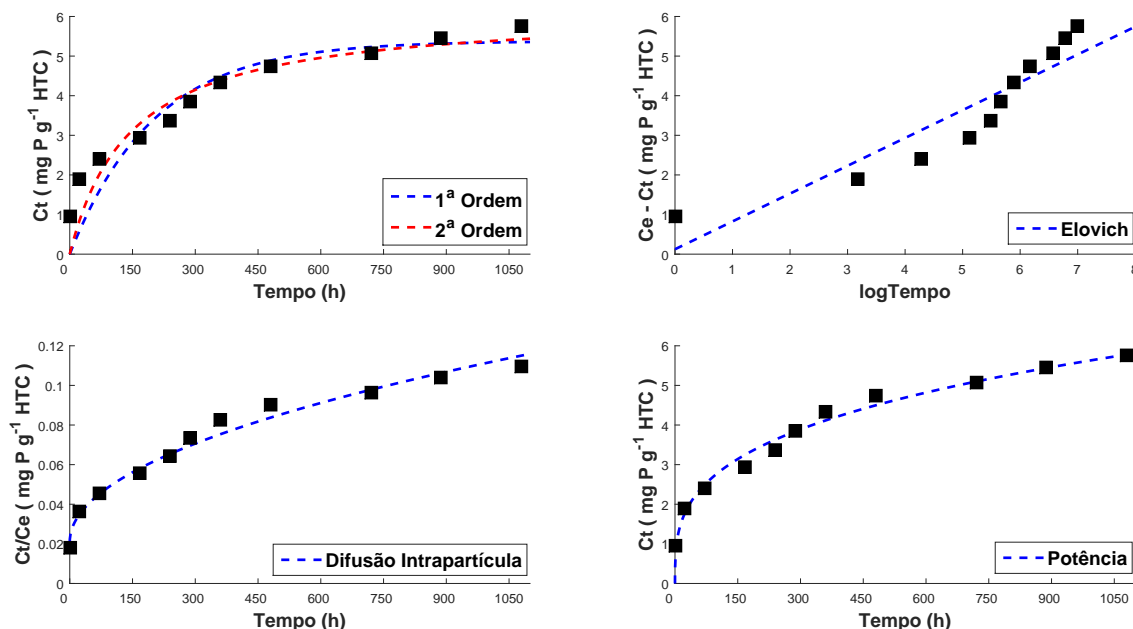 6
5
4
3
2
1
0
Ct ( mg P g⁻¹ HTC )
0 150 300 450 600 750 900 1050
Tempo (h)
1ª Ordem
2ª Ordem
6
5
4
3
2
1
0
Ce - Ct ( mg P g⁻¹ HTC )
0 1 2 3 4 5 6 7 8
logTempo
Elovich
0.12
0.1
0.08
0.06
0.04
0.02
0
Ct/Ce ( mg P g⁻¹ HTC )
0 150 300 450 600 750 900 1050
Tempo (h)
Difusão Intrapartícula
6
5
4
3
2
1
0
Ct ( mg P g⁻¹ HTC )
0 150 300 450 600 750 900 1050
Tempo (h)
Potência